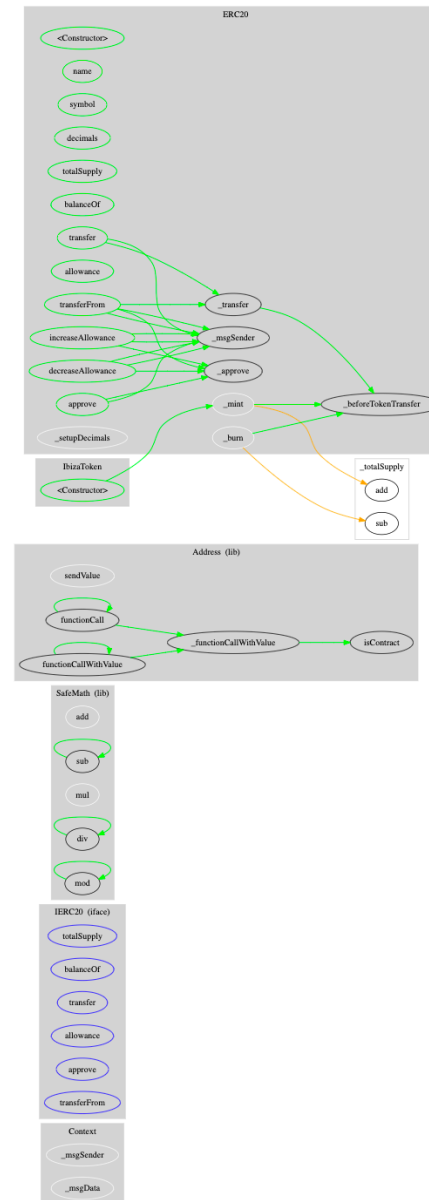 ERC20
<Constructor>
name
symbol
decimals
totalSupply
balanceOf
transfer
allowance
transferFrom
_transfer
increaseAllowance
_msgSender
decreaseAllowance
_approve
approve
_mint
_beforeTokenTransfer
_setupDecimals
_burn
IbizaToken
<Constructor>
_totalSupply
add
sub
Address (lib)
sendValue
functionCall
_functionCallWithValue
isContract
functionCallWithValue
SafeMath (lib)
add
sub
mul
div
mod
IERC20 (iface)
totalSupply
balanceOf
transfer
allowance
approve
transferFrom
Context
_msgSender
_msgData